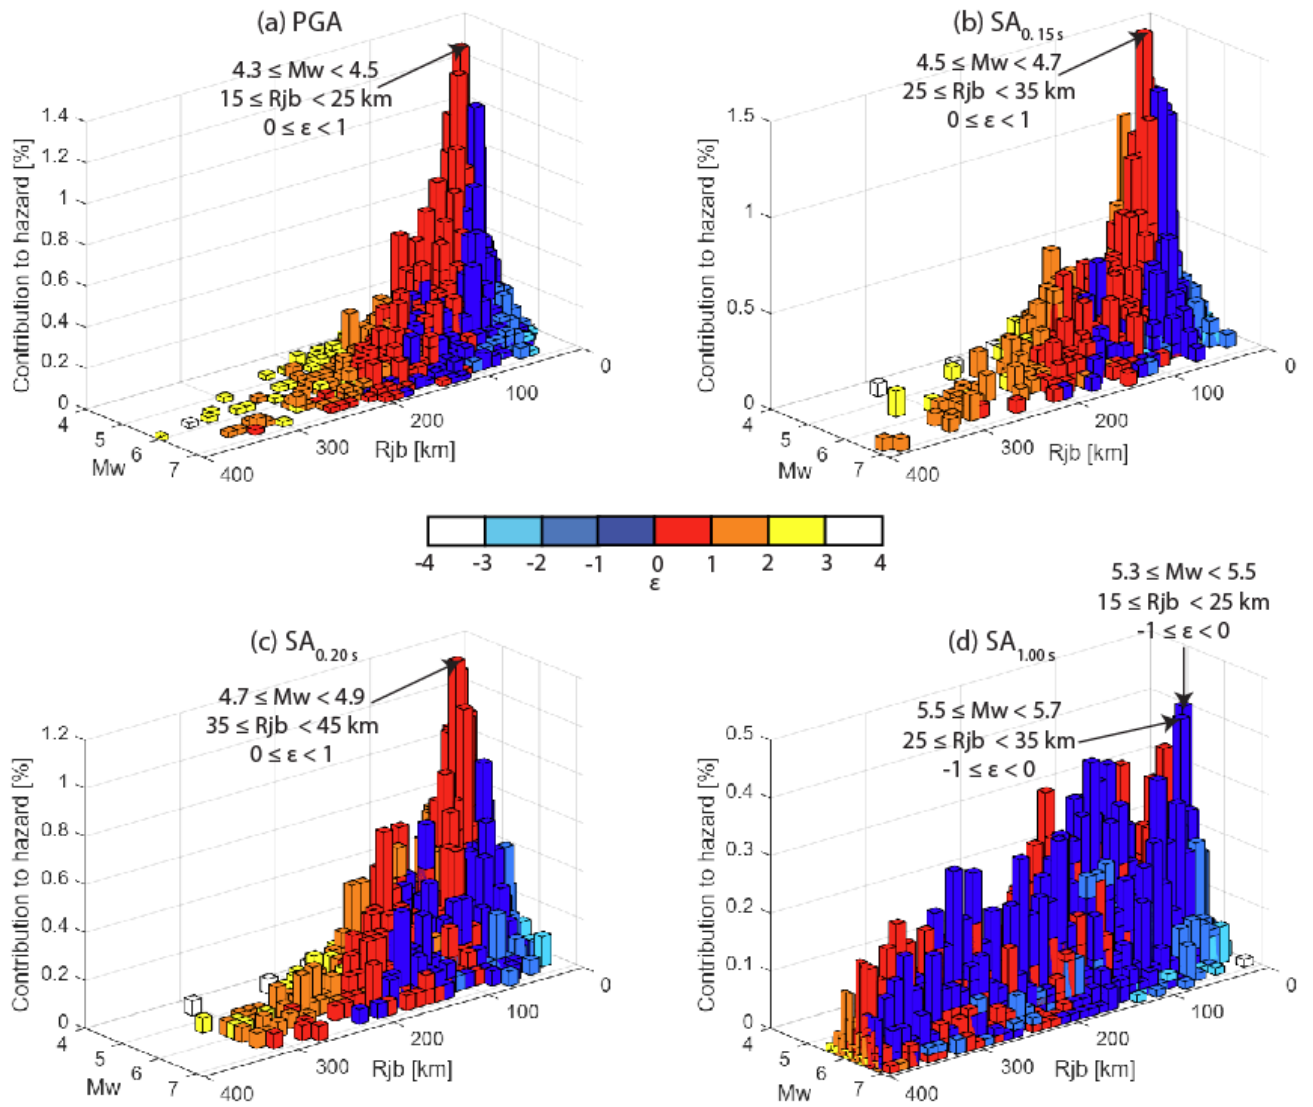 (a) PGA
4.3 ≤ Mw < 4.5
15 ≤ Rjb < 25 km
0 ≤ ε < 1
Contribution to hazard [%]
1.4
1.2
1
0.8
0.6
0.4
0.2
0
4
5
6
7
Mw
400
300
200
100
0
Rjb [km]
(b) SA0.15 s
4.5 ≤ Mw < 4.7
25 ≤ Rjb < 35 km
0 ≤ ε < 1
Contribution to hazard [%]
1.5
1
0.5
0
4
5
6
7
Mw
400
300
200
100
0
Rjb [km]
-4 -3 -2 -1 0 1 2 3 4
ε
(c) SA0.20 s
4.7 ≤ Mw < 4.9
35 ≤ Rjb < 45 km
0 ≤ ε < 1
Contribution to hazard [%]
1.2
1
0.8
0.6
0.4
0.2
0
4
5
6
7
Mw
400
300
200
100
0
Rjb [km]
5.3 ≤ Mw < 5.5
15 ≤ Rjb < 25 km
-1 ≤ ε < 0
(d) SA1.00 s
5.5 ≤ Mw < 5.7
25 ≤ Rjb < 35 km
-1 ≤ ε < 0
Contribution to hazard [%]
0.5
0.4
0.3
0.2
0.1
0
4
5
6
7
Mw
400
300
200
100
0
Rjb [km]